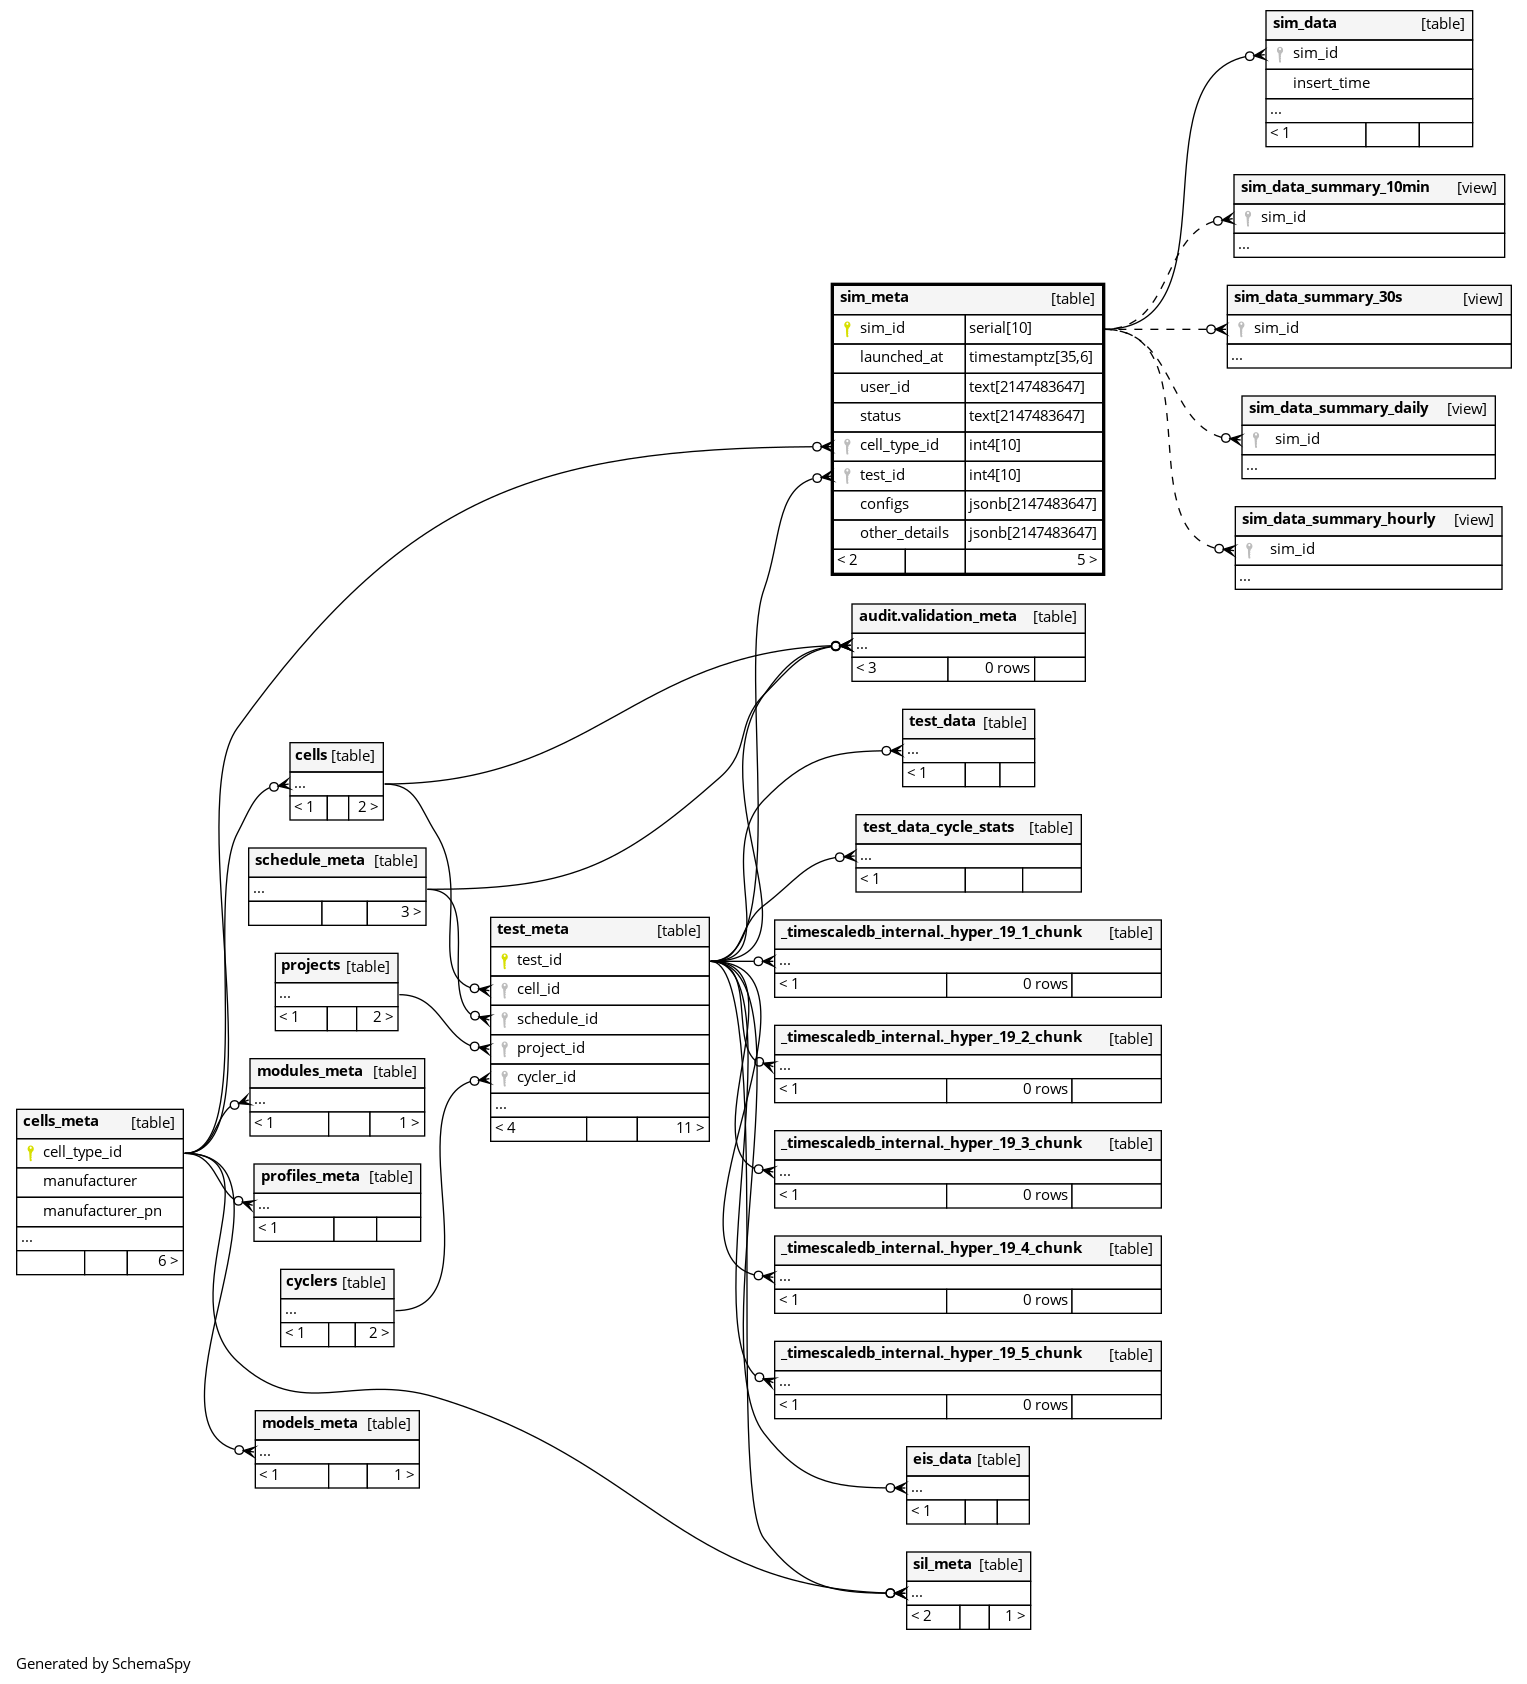 sim_data [table]
sim_id
insert_time
...
< 1
sim_data_summary_10min [view]
sim_id
...
sim_data_summary_30s [view]
sim_id
...
sim_data_summary_daily [view]
sim_id
...
sim_data_summary_hourly [view]
sim_id
...
sim_meta [table]
sim_id serial[10]
launched_at timestamptz[35,6]
user_id text[2147483647]
status text[2147483647]
cell_type_id int4[10]
test_id int4[10]
configs jsonb[2147483647]
other_details jsonb[2147483647]
< 2 5 >
audit.validation_meta [table]
...
< 3 0 rows
test_data [table]
...
< 1
test_data_cycle_stats [table]
...
< 1
_timescaledb_internal._hyper_19_1_chunk [table]
...
< 1 0 rows
_timescaledb_internal._hyper_19_2_chunk [table]
...
< 1 0 rows
_timescaledb_internal._hyper_19_3_chunk [table]
...
< 1 0 rows
_timescaledb_internal._hyper_19_4_chunk [table]
...
< 1 0 rows
_timescaledb_internal._hyper_19_5_chunk [table]
...
< 1 0 rows
eis_data [table]
...
< 1
sil_meta [table]
...
< 2 1 >
cells [table]
...
< 1 2 >
schedule_meta [table]
...
3 >
projects [table]
...
< 1 2 >
modules_meta [table]
...
< 1 1 >
profiles_meta [table]
...
< 1
cyclers [table]
...
< 1 2 >
models_meta [table]
...
< 1 1 >
test_meta [table]
test_id
cell_id
schedule_id
project_id
cycler_id
...
< 4 11 >
cells_meta [table]
cell_type_id
manufacturer
manufacturer_pn
...
6 >
Generated by SchemaSpy